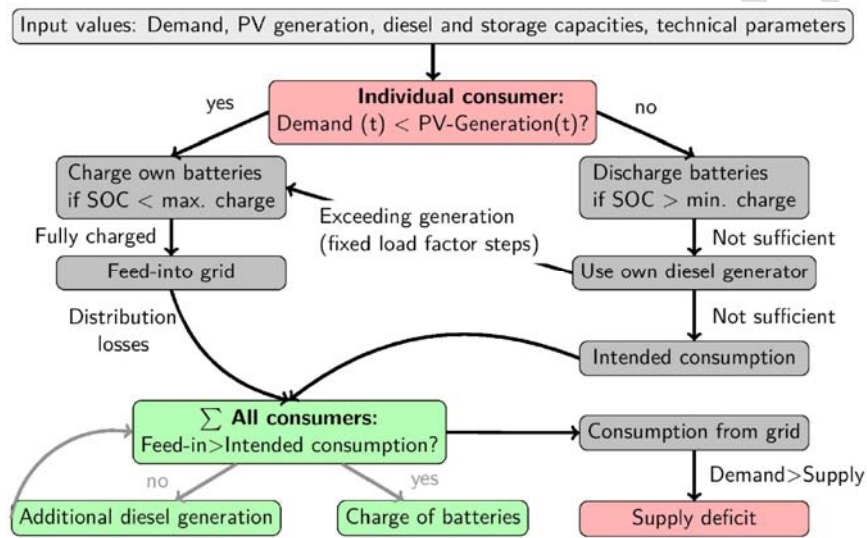 Input values: Demand, PV generation, diesel and storage capacities, technical parameters
Individual consumer:
Demand (t) < PV-Generation(t)?
yes
no
Charge own batteries
if SOC < max. charge
Discharge batteries
if SOC > min. charge
Exceeding generation
(fixed load factor steps)
Fully charged
Not sufficient
Feed-into grid
Use own diesel generator
Distribution
losses
Not sufficient
Intended consumption
∑ All consumers:
Feed-in>Intended consumption?
Consumption from grid
no
yes
Demand>Supply
Additional diesel generation
Charge of batteries
Supply deficit